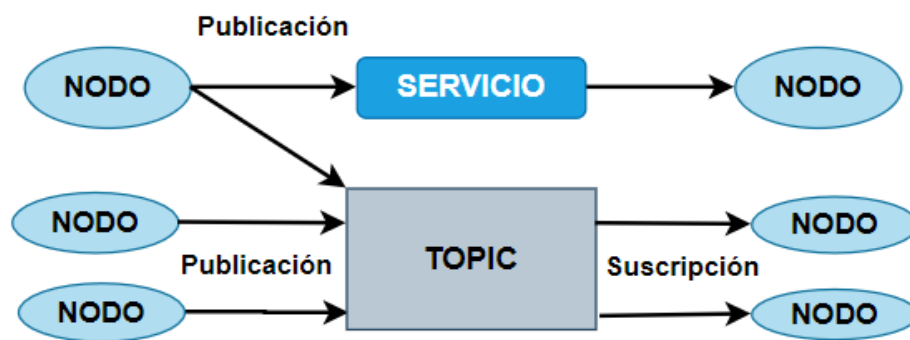 Publicación
NODO
SERVICIO
NODO
NODO
NODO
Publicación
TOPIC
Suscripción
NODO
NODO